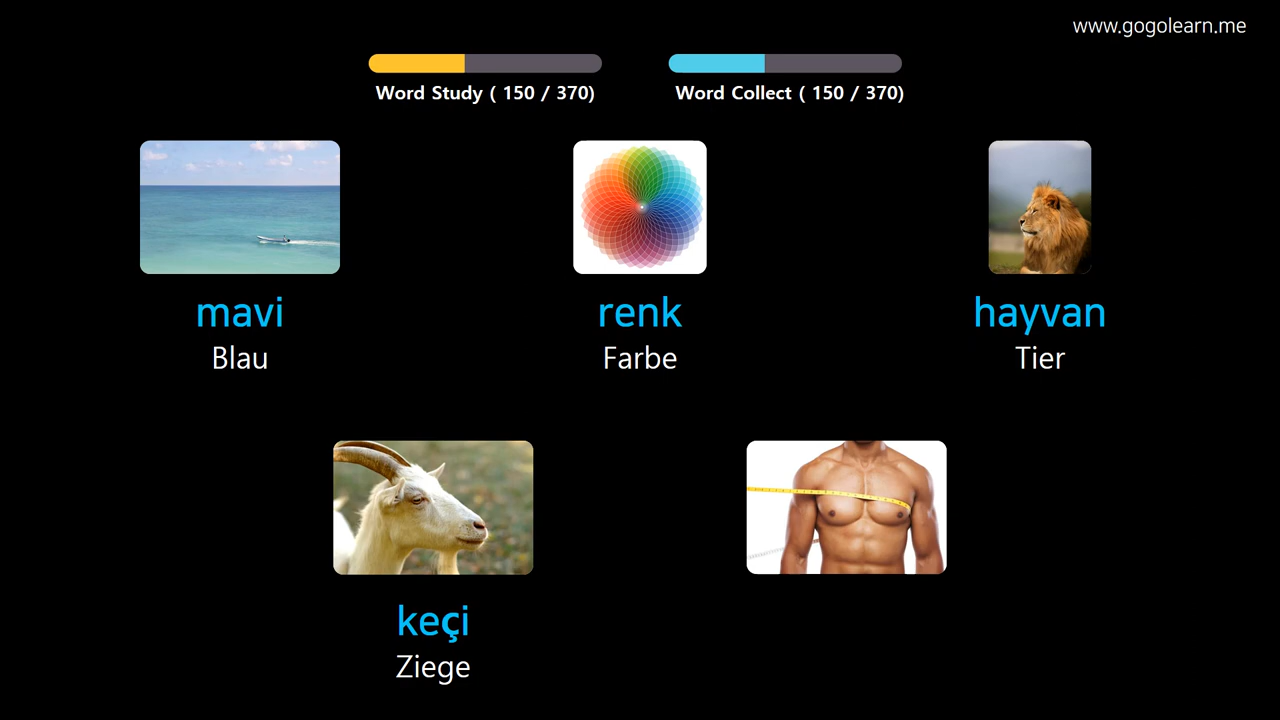 www.gogolearn.me
Word Study ( 150 / 370)
Word Collect ( 150 / 370)
mavi
renk
hayvan
Blau
Farbe
Tier
keçi
Ziege